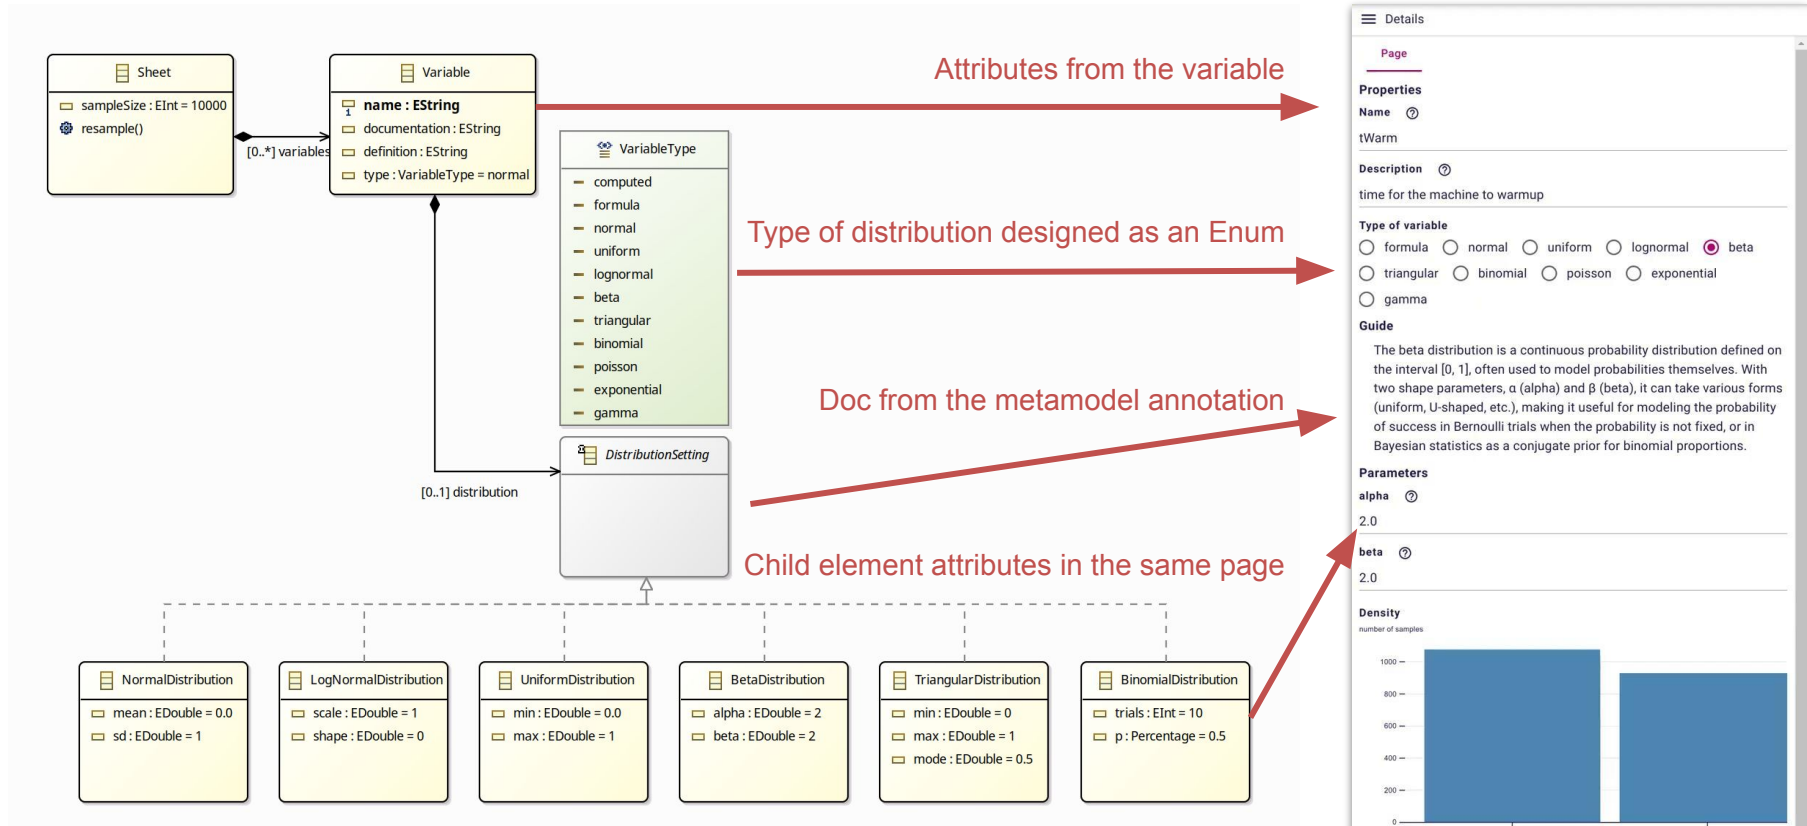 Sheet
sampleSize : EInt = 10000
resample()
[0..*] variables
Variable
name : EString
documentation : EString
definition : EString
type : VariableType = normal
VariableType
computed
formula
normal
uniform
lognormal
beta
triangular
binomial
poisson
exponential
gamma
[0..1] distribution
DistributionSetting
NormalDistribution
mean : EDouble = 0.0
sd : EDouble = 1
LogNormalDistribution
scale : EDouble = 1
shape : EDouble = 0
UniformDistribution
min : EDouble = 0.0
max : EDouble = 1
BetaDistribution
alpha : EDouble = 2
beta : EDouble = 2
TriangularDistribution
min : EDouble = 0
max : EDouble = 1
mode : EDouble = 0.5
BinomialDistribution
trials : EInt = 10
p : Percentage = 0.5
Attributes from the variable
Type of distribution designed as an Enum
Doc from the metamodel annotation
Child element attributes in the same page
Details
Page
Properties
Name
tWarm
Description
time for the machine to warmup
Type of variable
formula normal uniform lognormal beta
triangular binomial poisson exponential
gamma
Guide
The beta distribution is a continuous probability distribution defined on
the interval [0, 1], often used to model probabilities themselves. With
two shape parameters, α (alpha) and β (beta), it can take various forms
(uniform, U-shaped, etc.), making it useful for modeling the probability
of success in Bernoulli trials when the probability is not fixed, or in
Bayesian statistics as a conjugate prior for binomial proportions.
Parameters
alpha
2.0
beta
2.0
Density
number of samples
1000
800
600
400
200
0